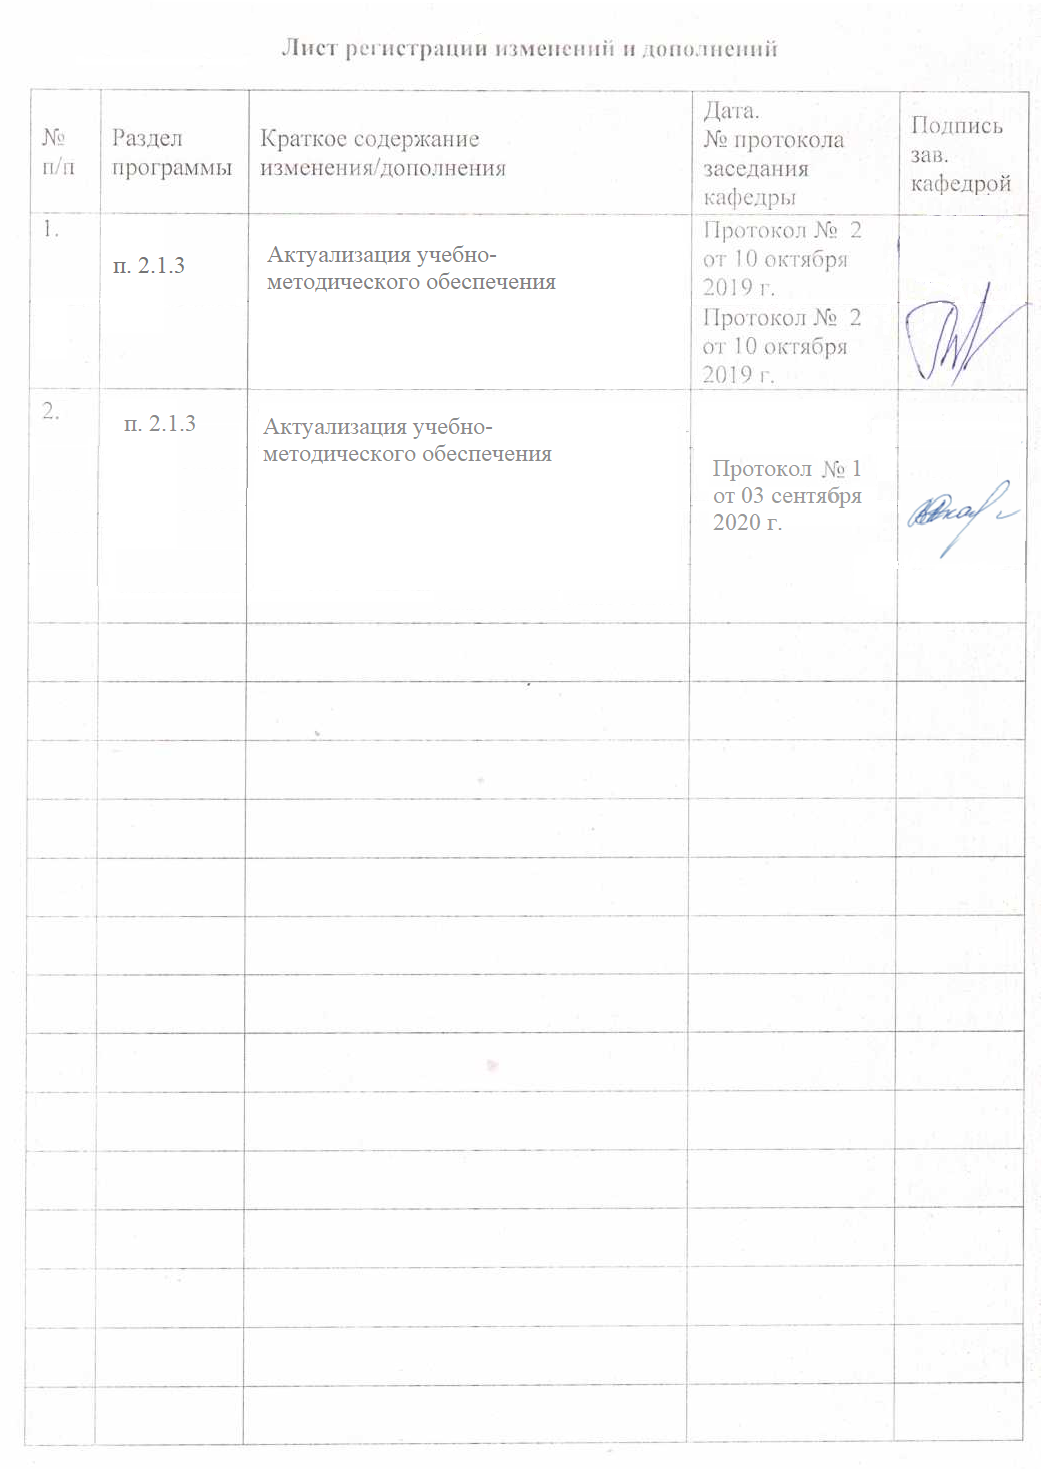 Лист регистрации изменений и дополнений
№
п/п
Раздел
программы
Краткое содержание
изменения/дополнения
Дата.
№ протокола
заседания
кафедры
Подпись
зав.
кафедрой
1.
п. 2.1.3
Актуализация учебно-
методического обеспечения
Протокол № 2
от 10 октября
2019 г.
Протокол № 2
от 10 октября
2019 г.
2.
п. 2.1.3
Актуализация учебно-
методического обеспечения
Протокол № 1
от 03 сентября
2020 г.